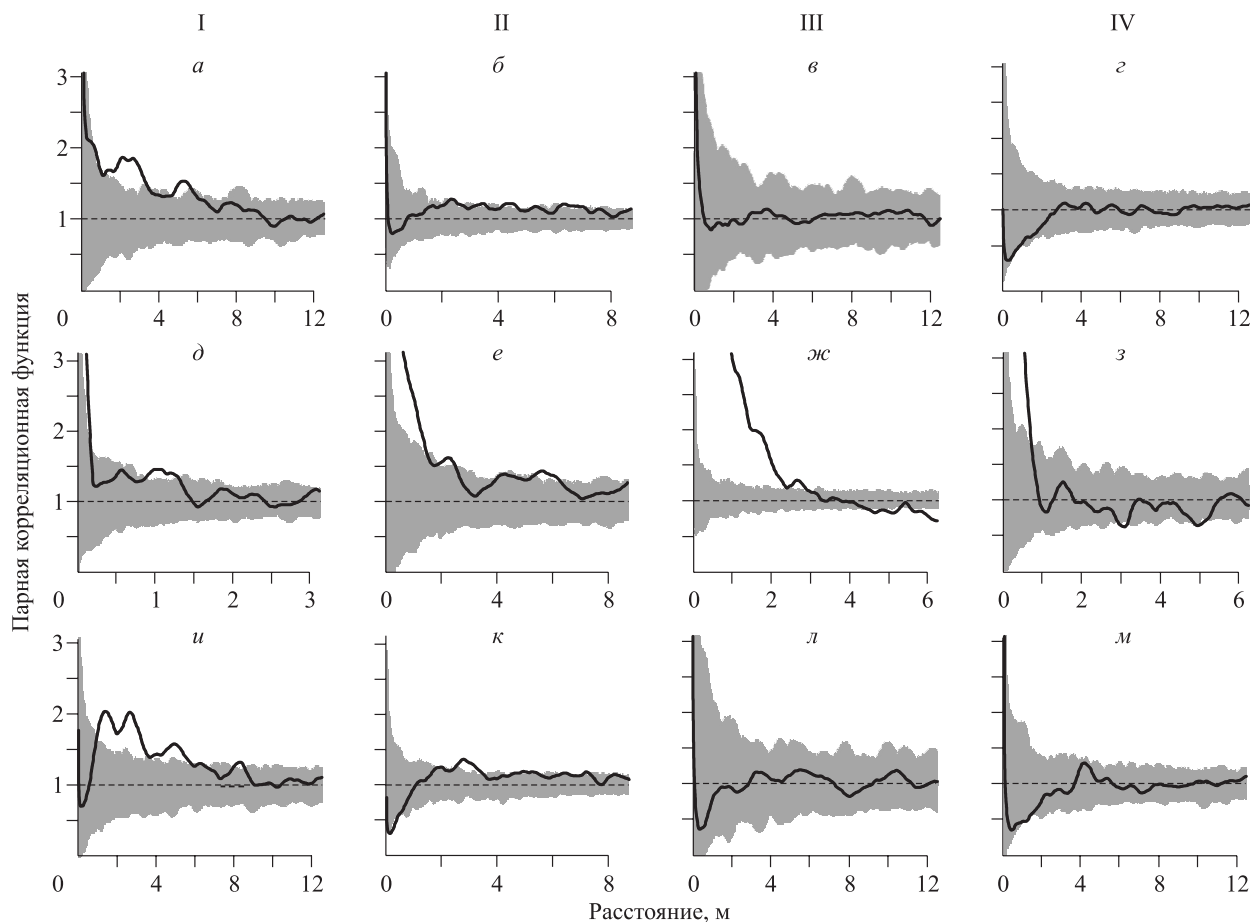 I II III IV
а б в г
3
2
1
0 4 8 12 0 4 8 0 4 8 12 0 4 8 12
д е ж з
3
2
1
0 1 2 3 0 4 8 0 2 4 6 0 2 4 6
и к л м
3
2
1
0 4 8 12 0 4 8 0 4 8 12 0 4 8 12
Парная корреляционная функция
Расстояние, м